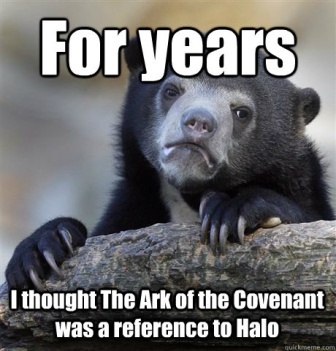 For years
I thought The Ark of the Covenant
was a reference to Halo
quickmeme.com